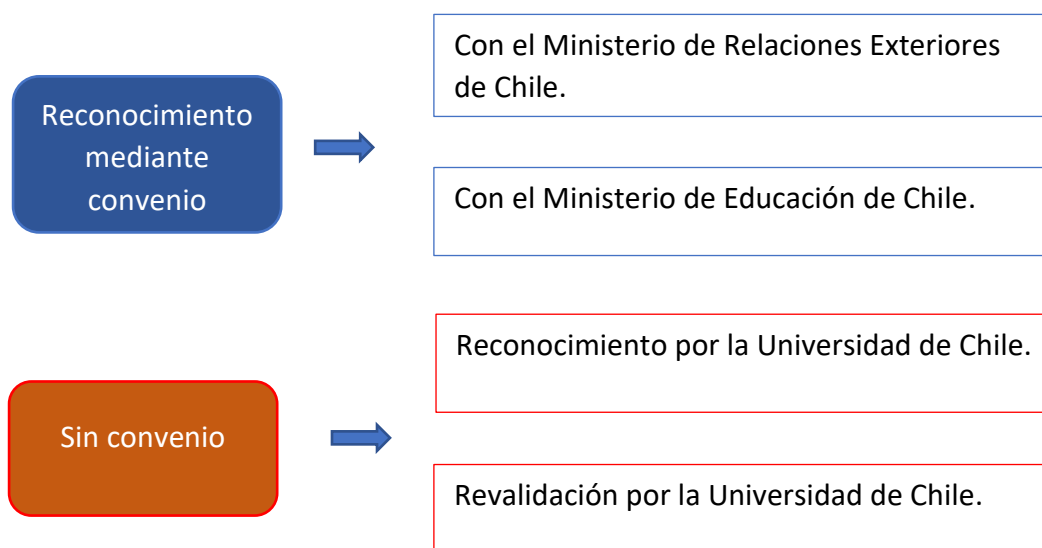 Reconocimiento
mediante
convenio
Con el Ministerio de Relaciones Exteriores
de Chile.
Con el Ministerio de Educación de Chile.
Sin convenio
Reconocimiento por la Universidad de Chile.
Revalidación por la Universidad de Chile.